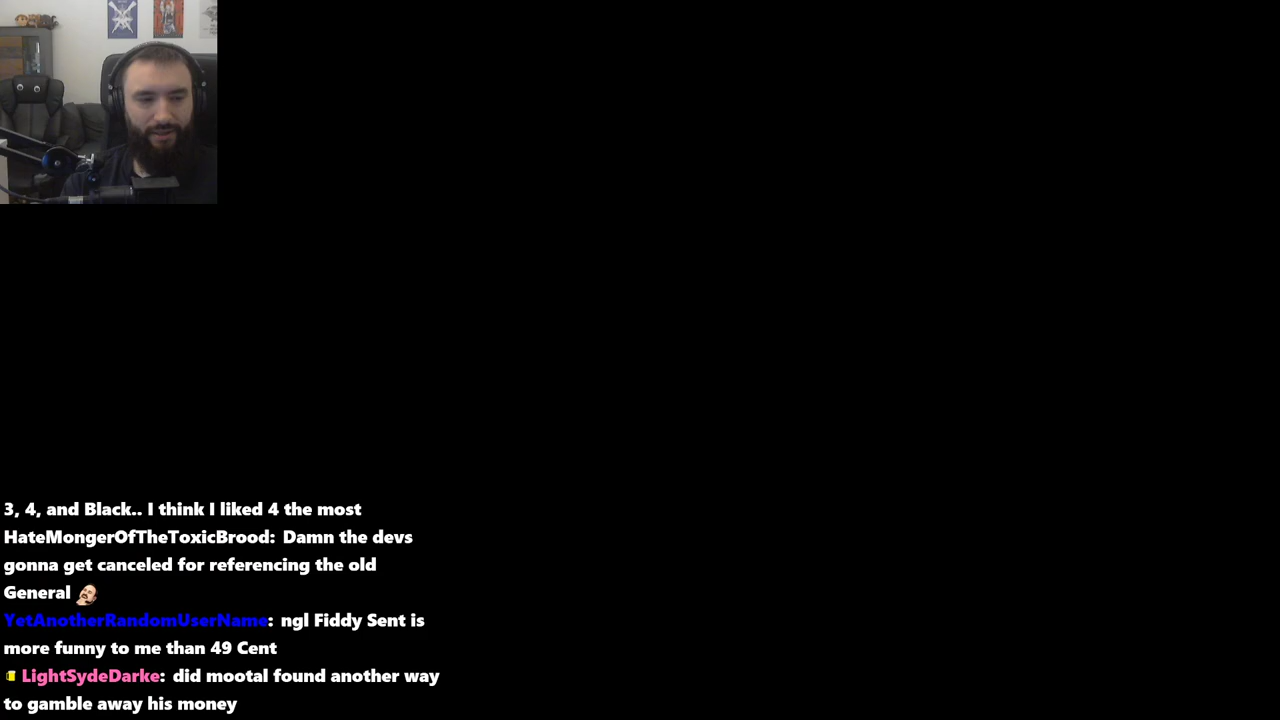 3, 4, and Black.. I think I liked 4 the most
HateMongerOfTheToxicBrood: Damn the devs
gonna get canceled for referencing the old
General
YetAnotherRandomUserName: ngl Fiddy Sent is
more funny to me than 49 Cent
LightSydeDarke: did mootal found another way
to gamble away his money